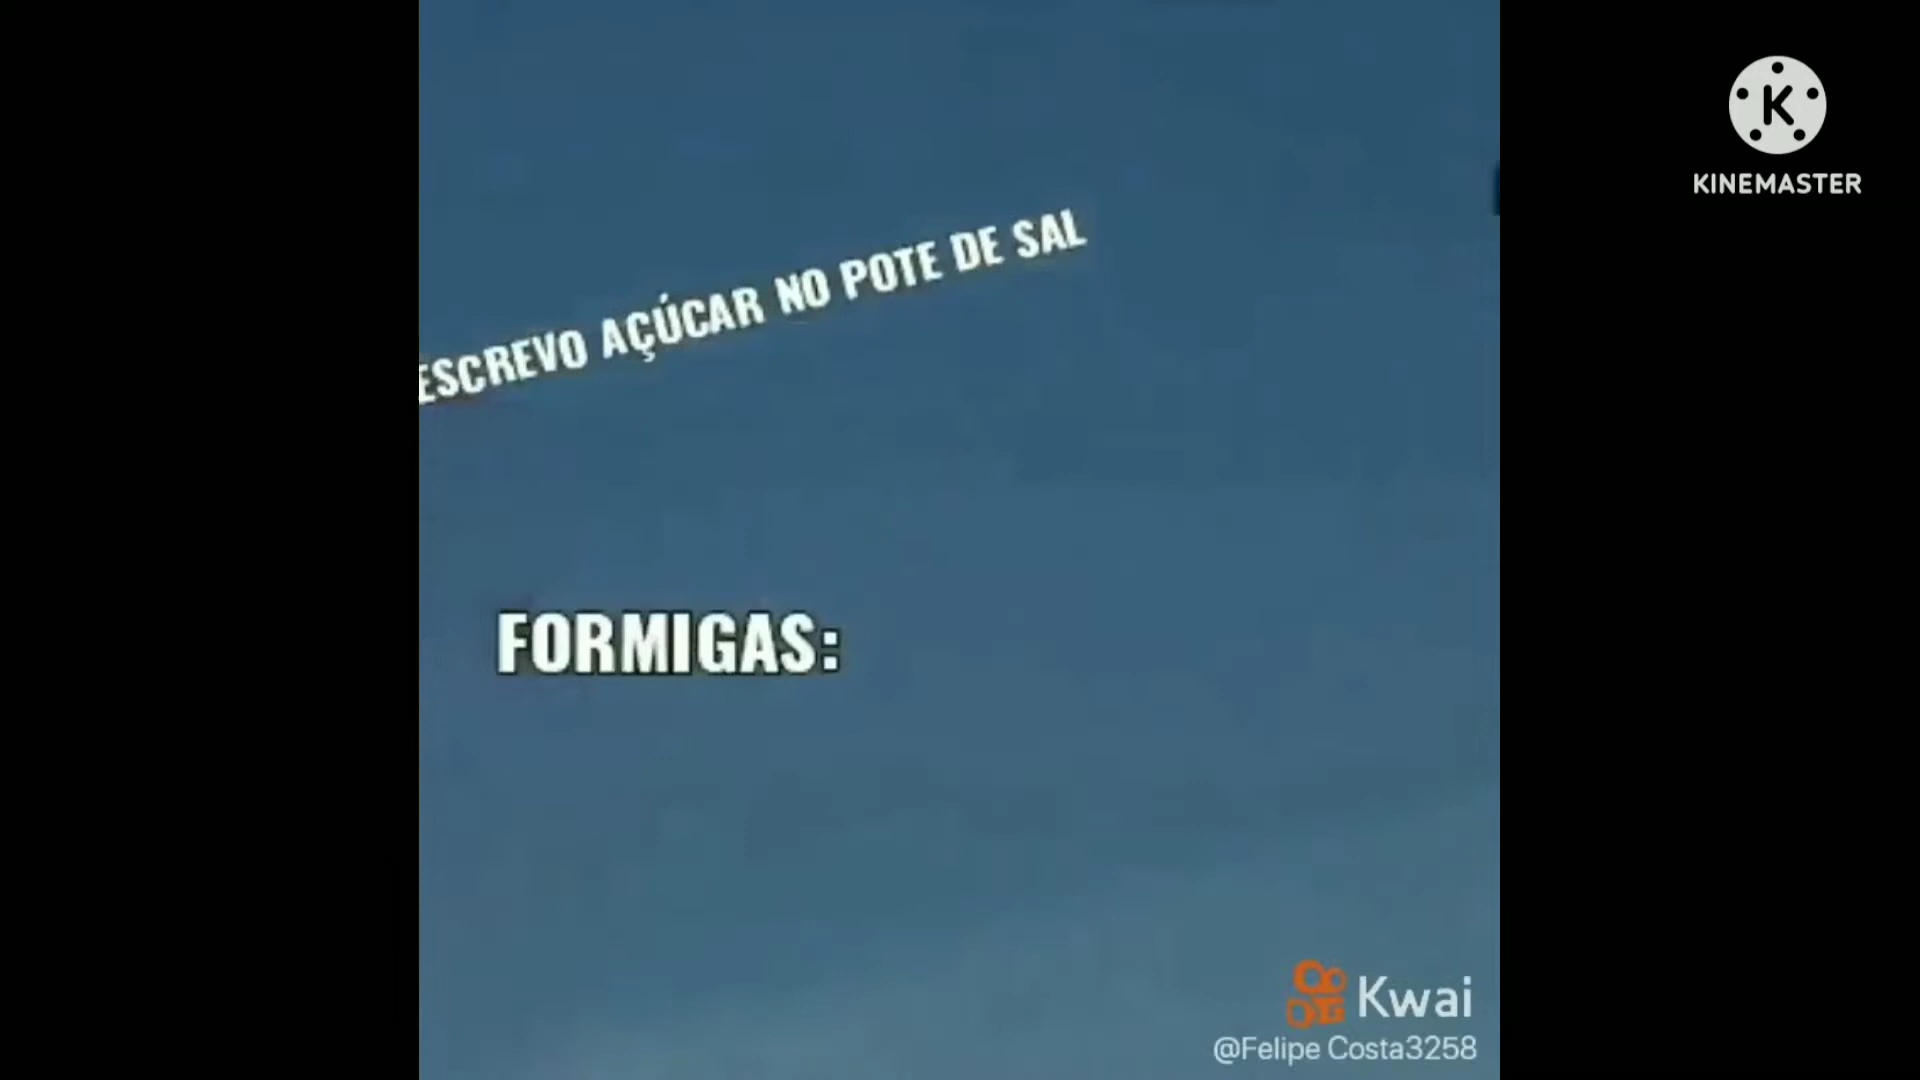 ESCREVO AÇÚCAR NO POTE DE SAL
FORMIGAS:
K
KINEMASTER
Kwai
@Felipe Costa3258